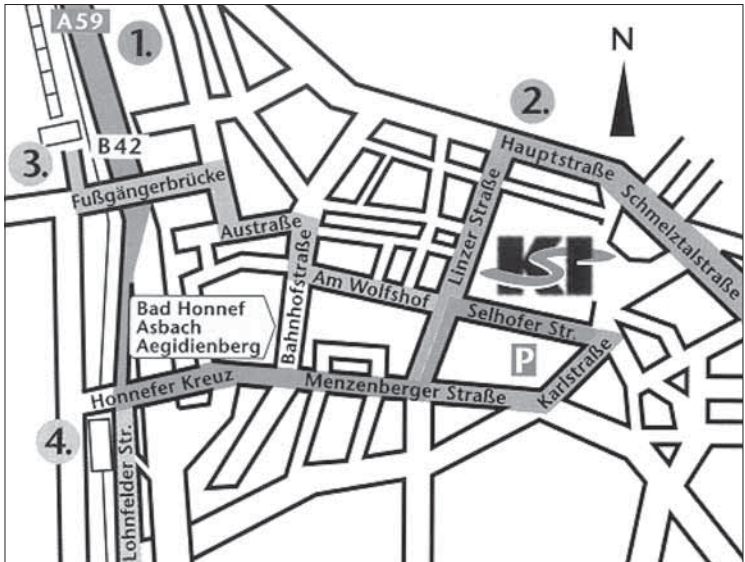 A59
1.
N
2.
Hauptstraße
B42
3.
Fußgängerbrücke
Schmelztalstraße
Austraße
Linzer Straße
KSI
Bahnhofstraße
Am Wolfshof
Bad Honnef
Asbach
Aegidienberg
Selhofer Str.
P
Karlstraße
Honnefer Kreuz
Menzenberger Straße
4.
Lohnfelder Str.